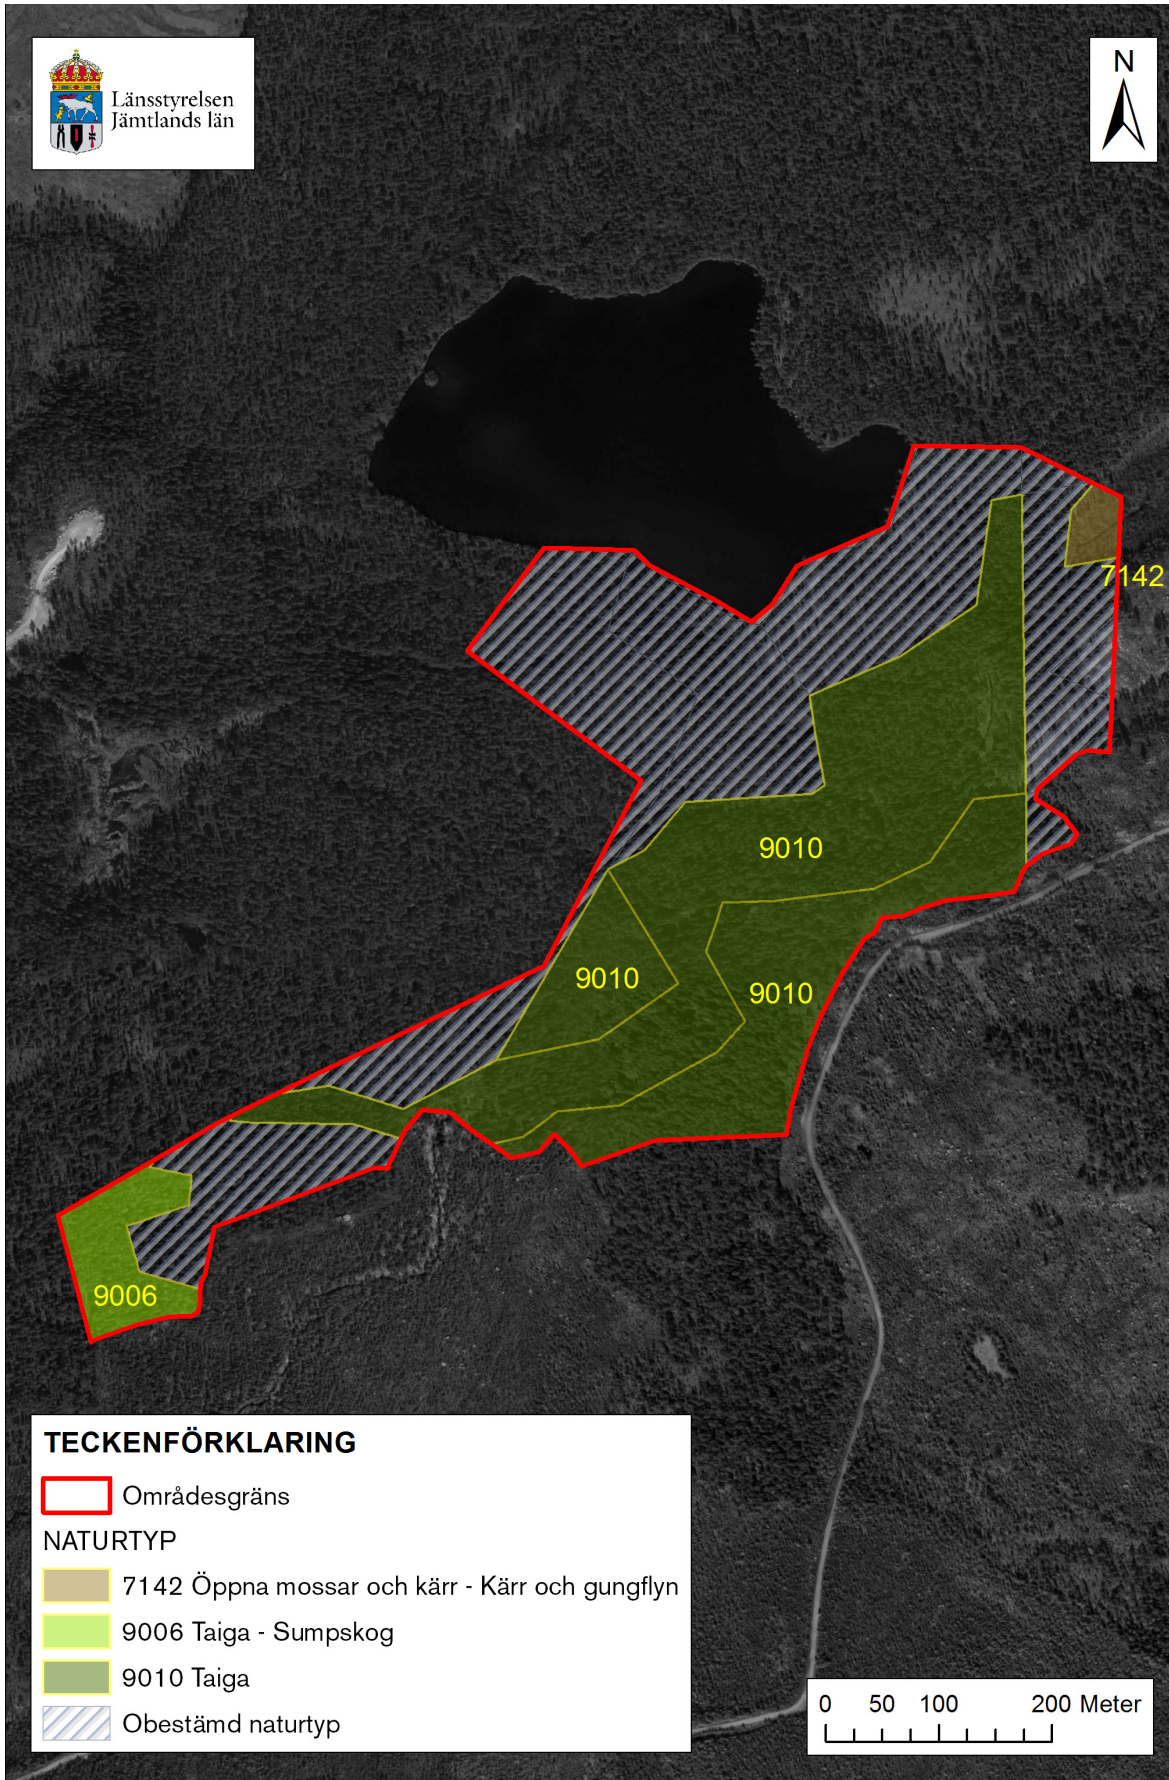 Länsstyrelsen
Jämtlands län
N
7142
9010
9010
9010
9006
TECKENFÖRKLARING
Områdesgräns
NATURTYP
7142 Öppna mossar och kärr - Kärr och gungflyn
9006 Taiga - Sumpskog
9010 Taiga
Obestämd naturtyp
0 50 100 200 Meter